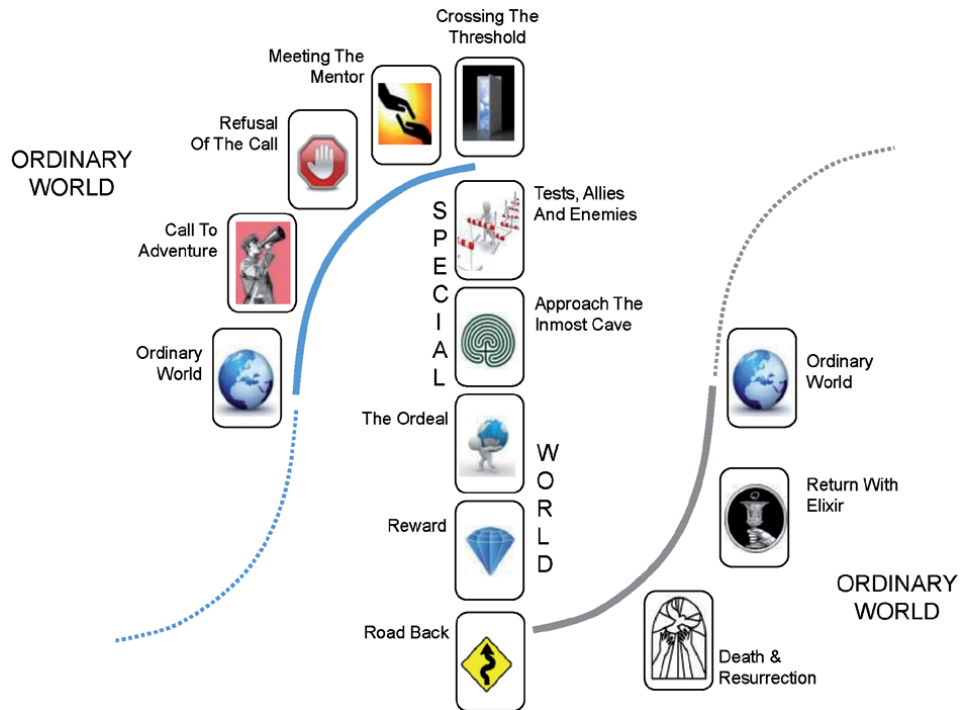 Crossing The
Threshold
Meeting The
Mentor
Refusal
Of The Call
ORDINARY
WORLD
Call To
Adventure
Ordinary
World
SPECIAL
Tests, Allies
And Enemies
Approach The
Inmost Cave
The Ordeal
WORLD
Reward
Road Back
Death &
Resurrection
Return With
Elixir
Ordinary
World
ORDINARY
WORLD